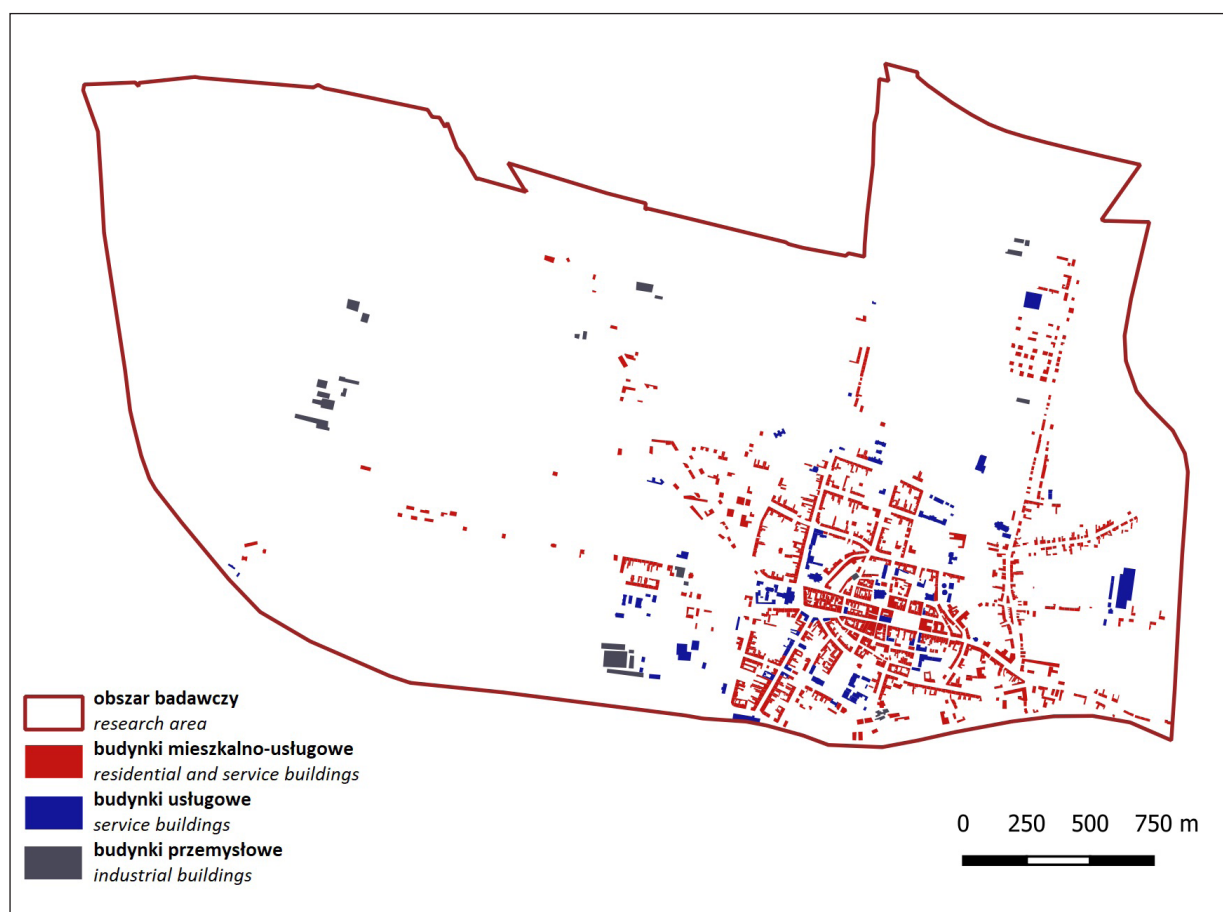 obszar badawczy
research area
budynki mieszkalno-usługowe
residential and service buildings
budynki usługowe
service buildings
budynki przemysłowe
industrial buildings
0 250 500 750 m